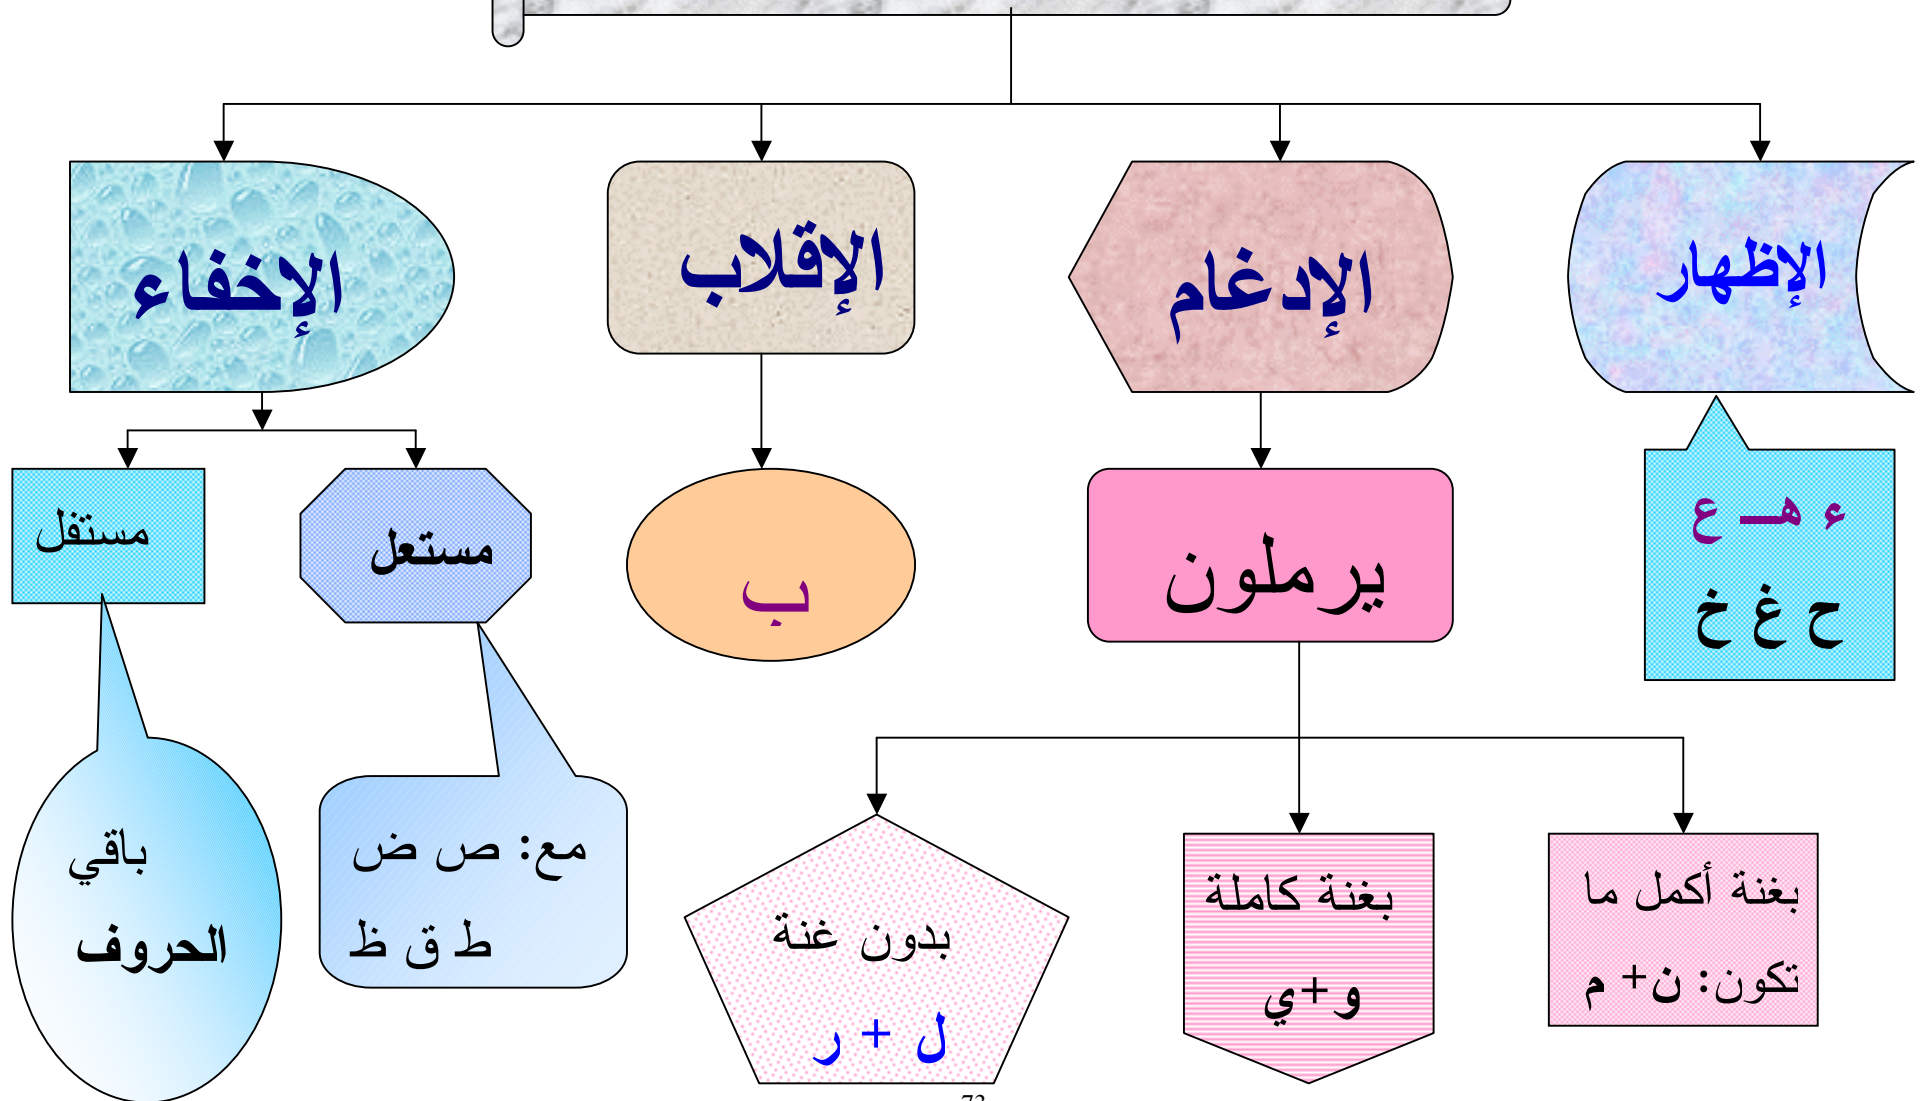 الإظهار
الإدغام
الإقلاب
الإخفاء
ء هـ ع
ح غ خ
يرملون
ب
مستعل
مستفل
بغنة أكمل ما
تكون: ن+ م
بغنة كاملة
و+ي
بدون غنة
ل + ر
مع: ص ض
ط ق ظ
باقي
الحروف